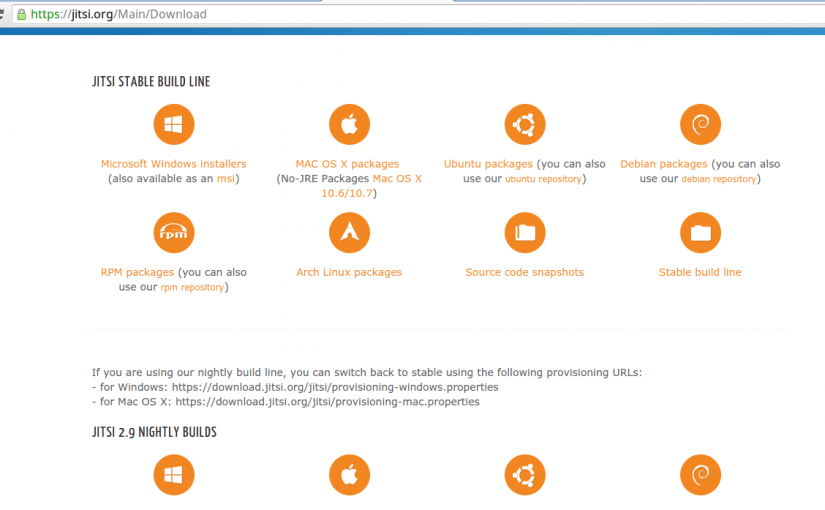 https://jitsi.org/Main/Download
JITSI STABLE BUILD LINE
Microsoft Windows installers
(also available as an msi)
MAC OS X packages
(No-JRE Packages Mac OS X
10.6/10.7)
Ubuntu packages (you can also
use our ubuntu repository)
Debian packages (you can also
use our debian repository)
rpm
RPM packages (you can also
use our rpm repository)
Arch Linux packages
Source code snapshots
Stable build line
If you are using our nightly build line, you can switch back to stable using the following provisioning URLs:
- for Windows: https://download.jitsi.org/jitsi/provisioning-windows.properties
- for Mac OS X: https://download.jitsi.org/jitsi/provisioning-mac.properties
JITSI 2.9 NIGHTLY BUILDS